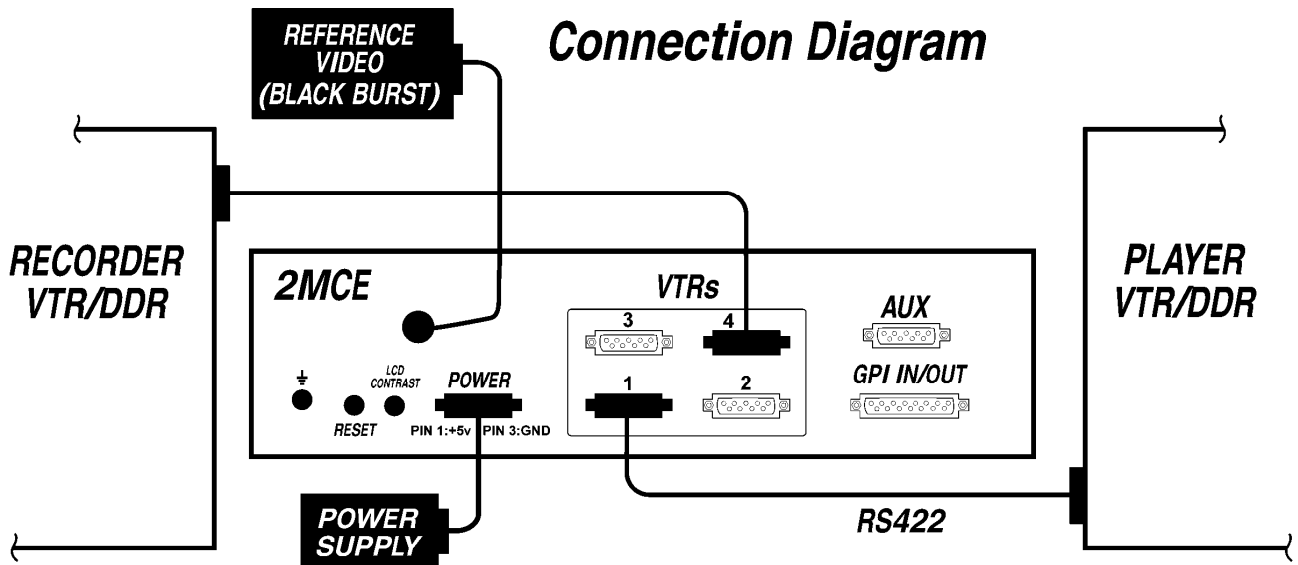 Connection Diagram
REFERENCE
VIDEO
(BLACK BURST)
RECORDER
VTR/DDR
PLAYER
VTR/DDR
2MCE
VTRs
3
4
1
2
AUX
GPI IN/OUT
LCD
CONTRAST
RESET
POWER
PIN 1:+5v
PIN 3:GND
POWER
SUPPLY
RS422